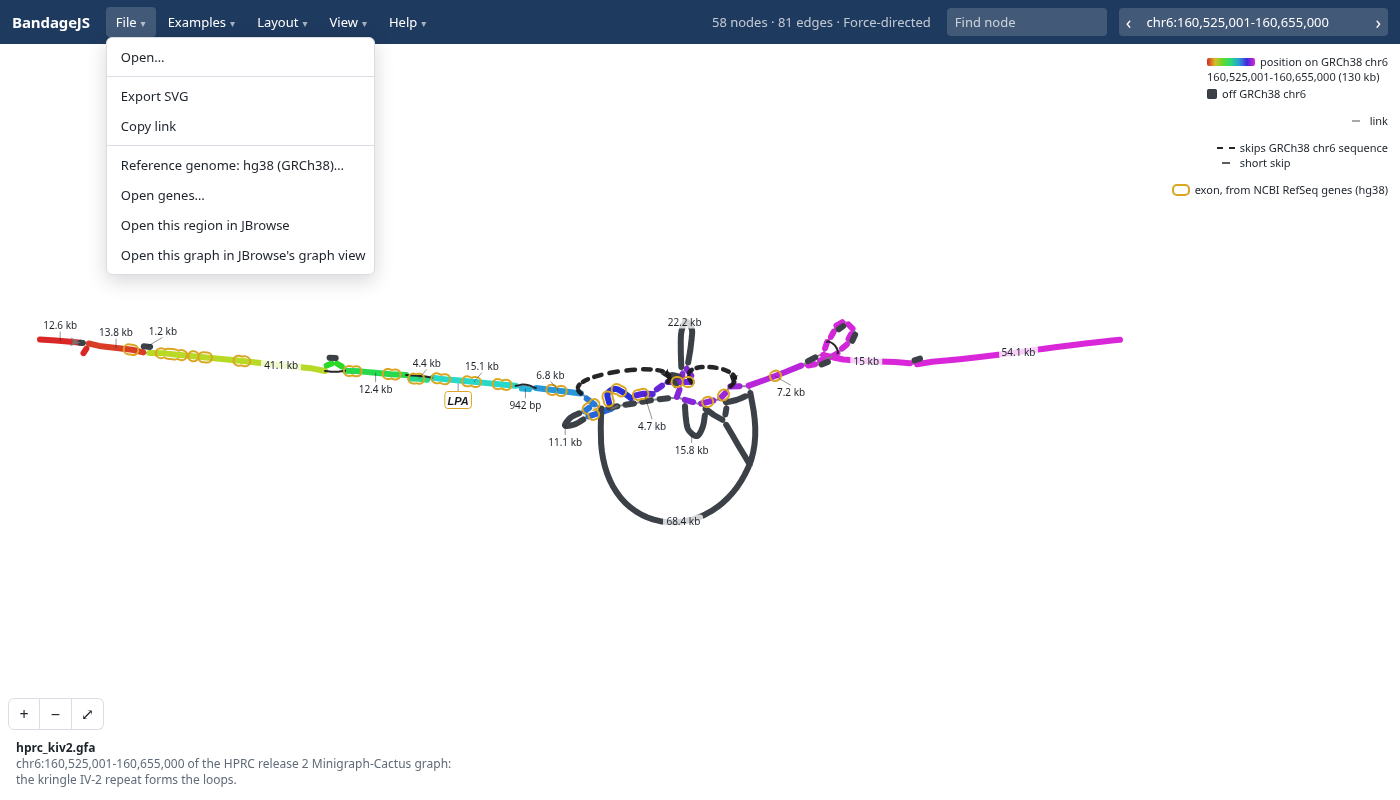 BandageJS
File
Examples
Layout
View
Help
58 nodes · 81 edges · Force-directed
Find node
chr6:160,525,001-160,655,000
Open...
Export SVG
Copy link
Reference genome: hg38 (GRCh38)...
Open genes...
Open this region in JBrowse
Open this graph in JBrowse's graph view
position on GRCh38 chr6
160,525,001-160,655,000 (130 kb)
off GRCh38 chr6
link
skips GRCh38 chr6 sequence
short skip
exon, from NCBI RefSeq genes (hg38)
12.6 kb
13.8 kb
1.2 kb
41.1 kb
12.4 kb
4.4 kb
LPA
15.1 kb
942 bp
6.8 kb
11.1 kb
4.7 kb
22.2 kb
15.8 kb
68.4 kb
7.2 kb
15 kb
54.1 kb
+
−
hprc_kiv2.gfa
chr6:160,525,001-160,655,000 of the HPRC release 2 Minigraph-Cactus graph:
the kringle IV-2 repeat forms the loops.